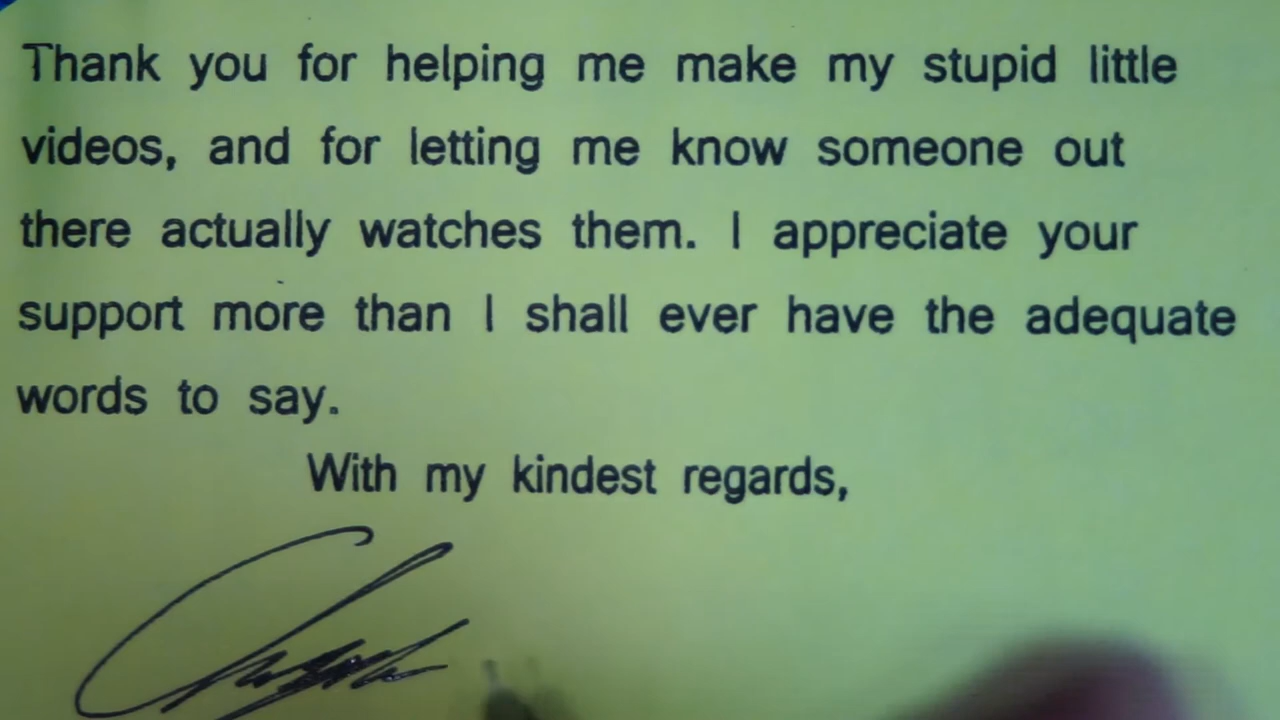 Thank you for helping me make my stupid little
videos, and for letting me know someone out
there actually watches them. I appreciate your
support more than I shall ever have the adequate
words to say.
With my kindest regards,